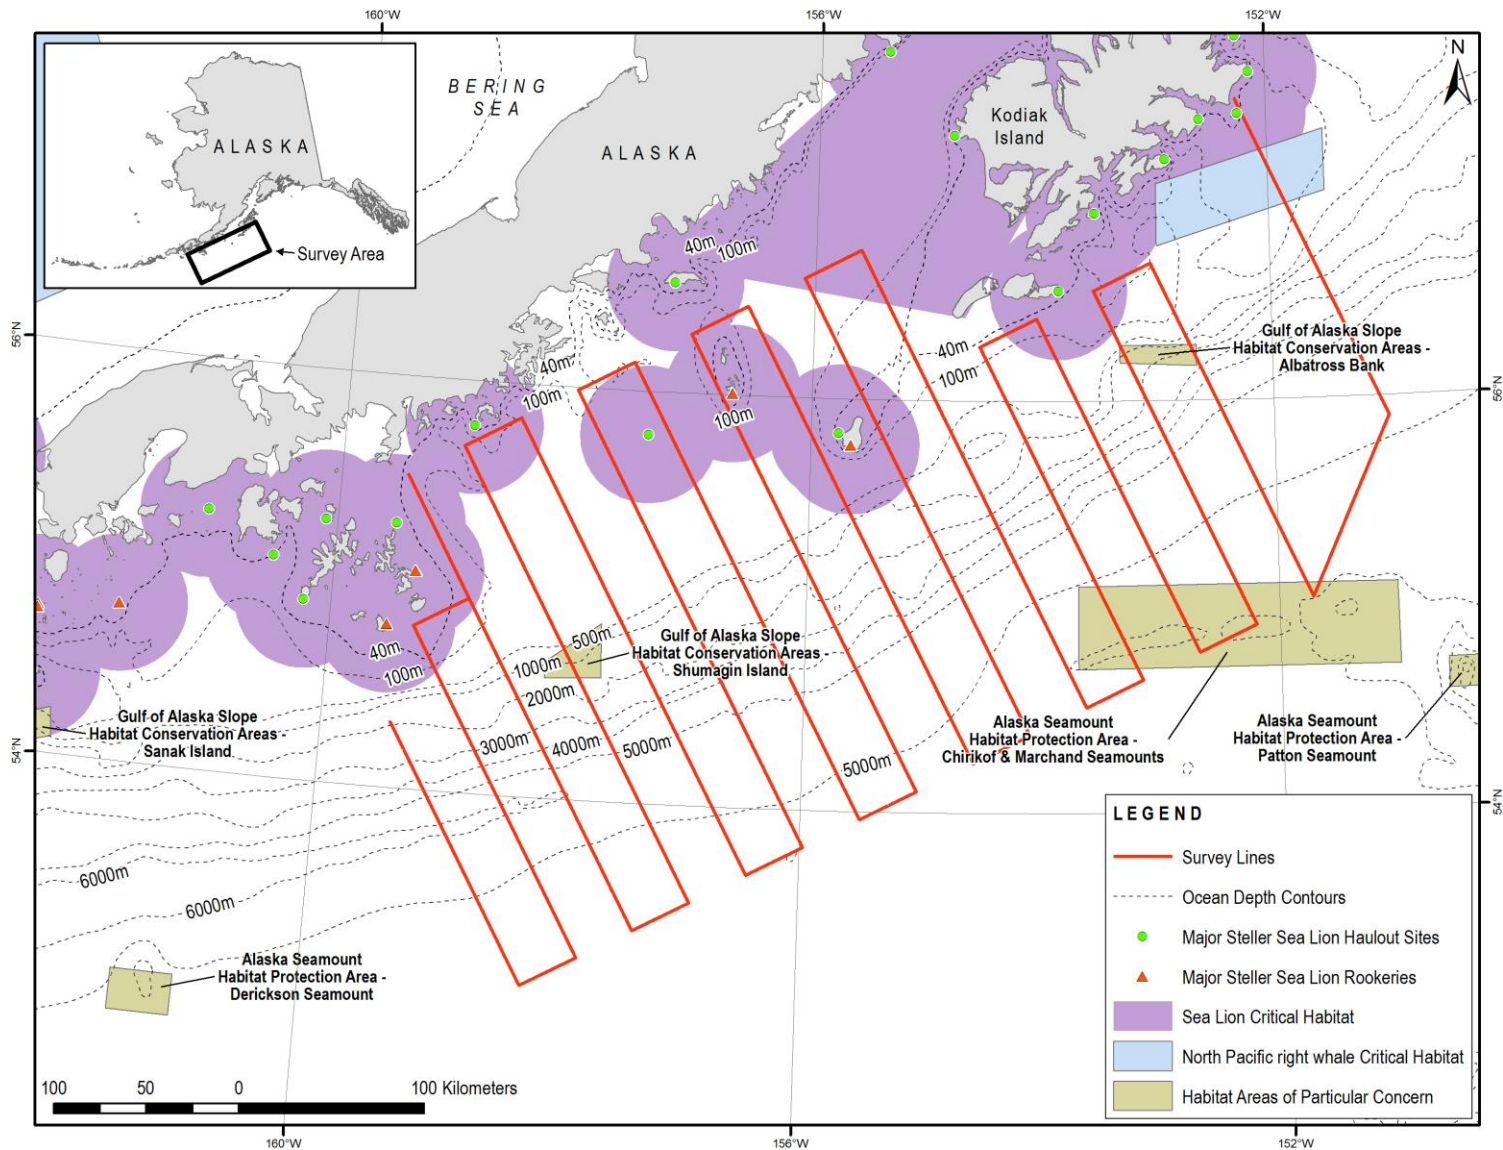 160°W
156°W
152°W
BERING
SEA
N
ALASKA
Survey Area
ALASKA
Kodiak
Island
40m
100m
56°N
40m
100m
100m
40m
100m
Gulf of Alaska Slope
Habitat Conservation Areas -
Albatross Bank
56°N
40m
100m
500m
1000m
2000m
3000m
4000m
5000m
5000m
Gulf of Alaska Slope
Habitat Conservation Areas -
Shumagin Island
Gulf of Alaska Slope
Habitat Conservation Areas -
Sanak Island
Alaska Seamount
Habitat Protection Area -
Chirikof & Marchand Seamounts
Alaska Seamount
Habitat Protection Area -
Patton Seamount
54°N
54°N
6000m
6000m
Alaska Seamount
Habitat Protection Area -
Derickson Seamount
LEGEND
Survey Lines
Ocean Depth Contours
Major Steller Sea Lion Haulout Sites
Major Steller Sea Lion Rookeries
Sea Lion Critical Habitat
North Pacific right whale Critical Habitat
Habitat Areas of Particular Concern
100 50 0 100 Kilometers
160°W
156°W
152°W